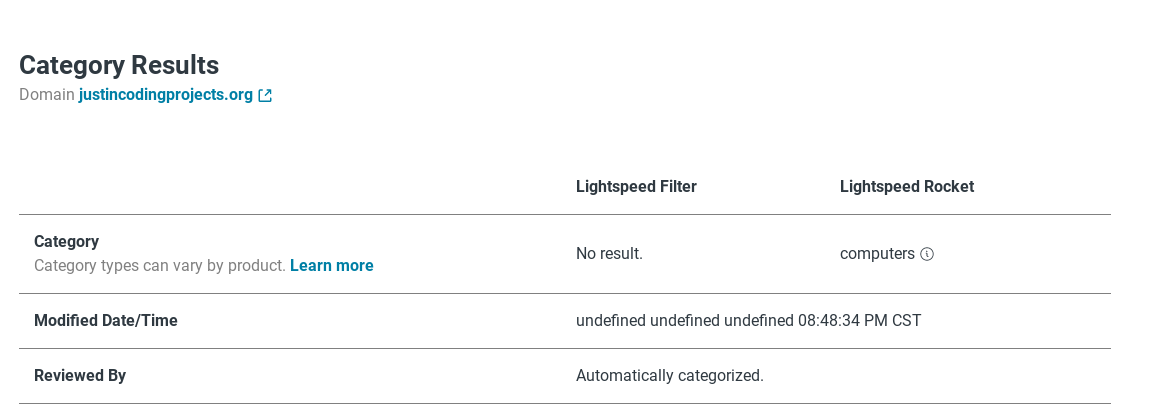 Category Results
Domain justincodingprojects.org
Lightspeed Filter Lightspeed Rocket
Category
Category types can vary by product. Learn more
No result. computers
Modified Date/Time undefined undefined undefined 08:48:34 PM CST
Reviewed By Automatically categorized.